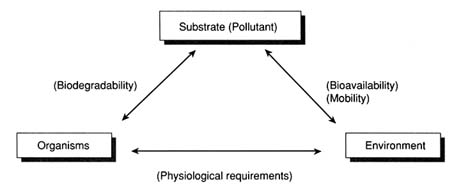 Substrate (Pollutant)
(Biodegradability)
(Bioavailability)
(Mobility)
Organisms
Environment
(Physiological requirements)